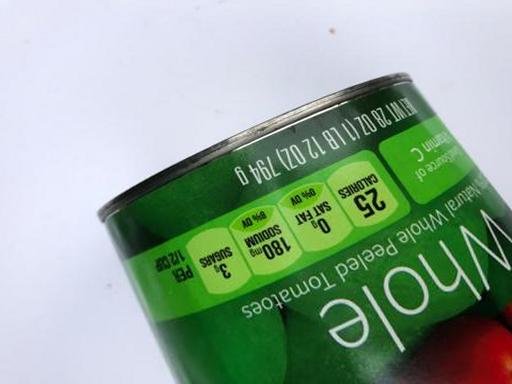 Whole
Natural Whole Peeled Tomatoes
Source of
itamin C
25
CALORIES
0g
SAT FAT
0% DV
180mg
SODIUM
8% DV
3g
SUGARS
PER
1/2 CUP
NET WT 28 OZ (1 LB 12 OZ) 794 g